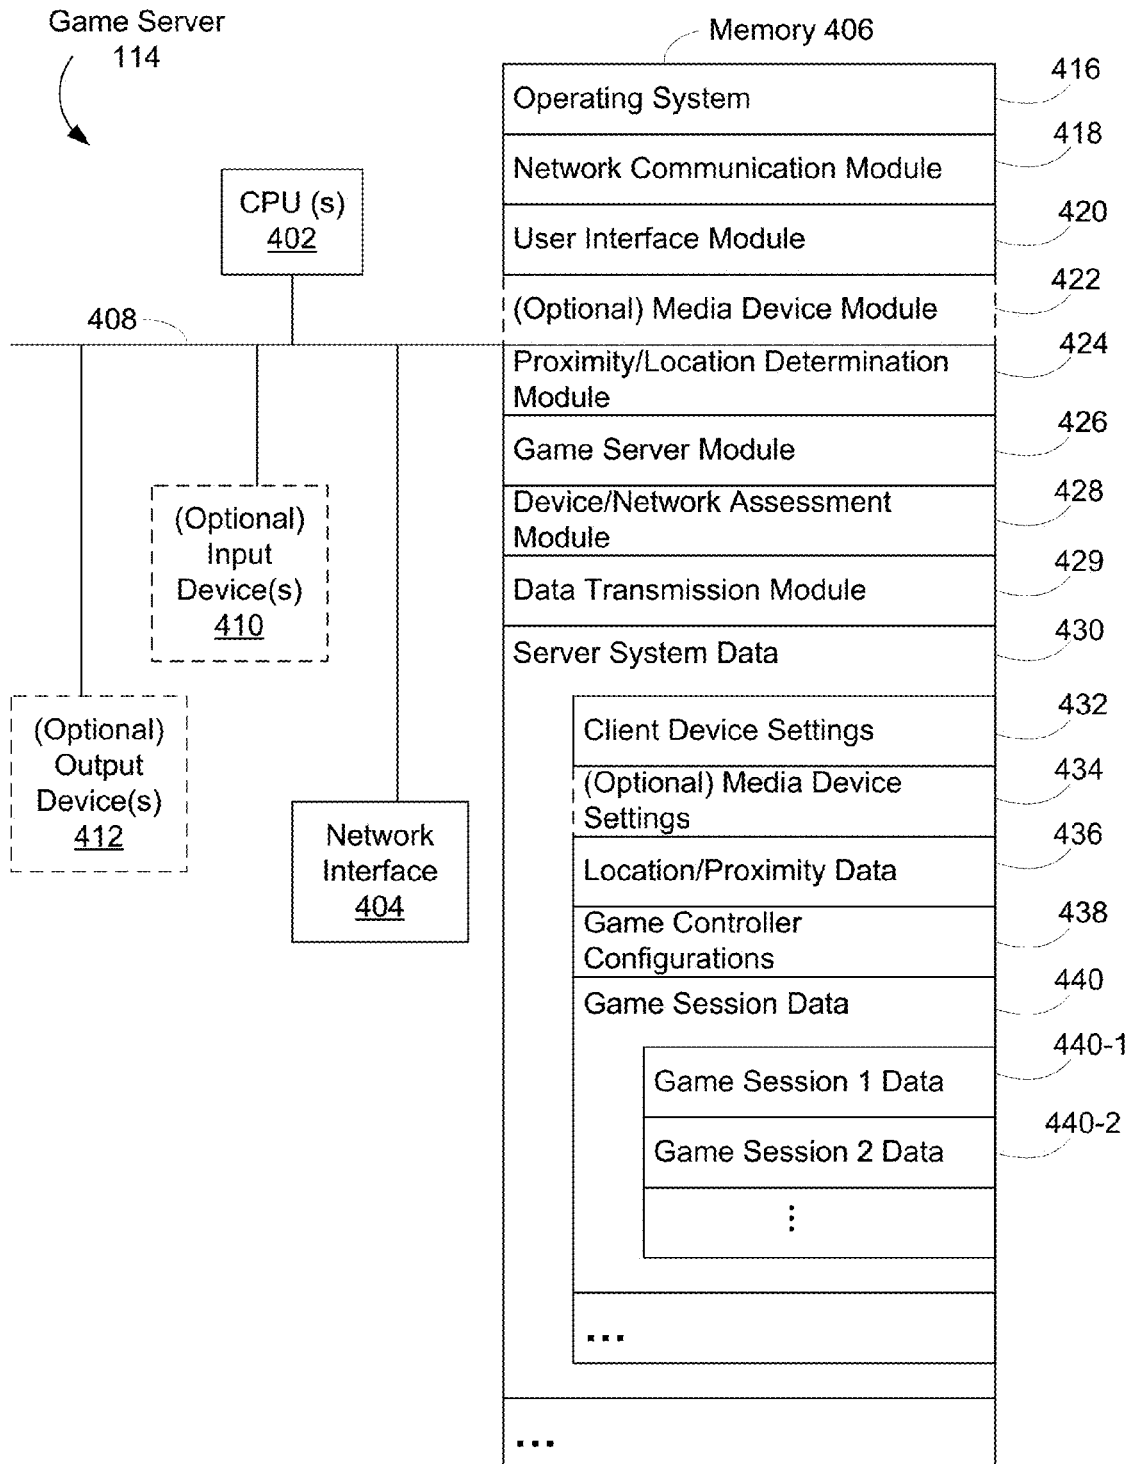 Game Server
114
CPU (s)
402
408
(Optional)
Input
Device(s)
410
(Optional)
Output
Device(s)
412
Network
Interface
404
Memory 406
Operating System
416
Network Communication Module
418
User Interface Module
420
(Optional) Media Device Module
422
Proximity/Location Determination
Module
424
Game Server Module
426
Device/Network Assessment
Module
428
Data Transmission Module
429
Server System Data
430
Client Device Settings
432
(Optional) Media Device
Settings
434
Location/Proximity Data
436
Game Controller
Configurations
438
Game Session Data
440
Game Session 1 Data
440-1
Game Session 2 Data
440-2
⋮
...
...